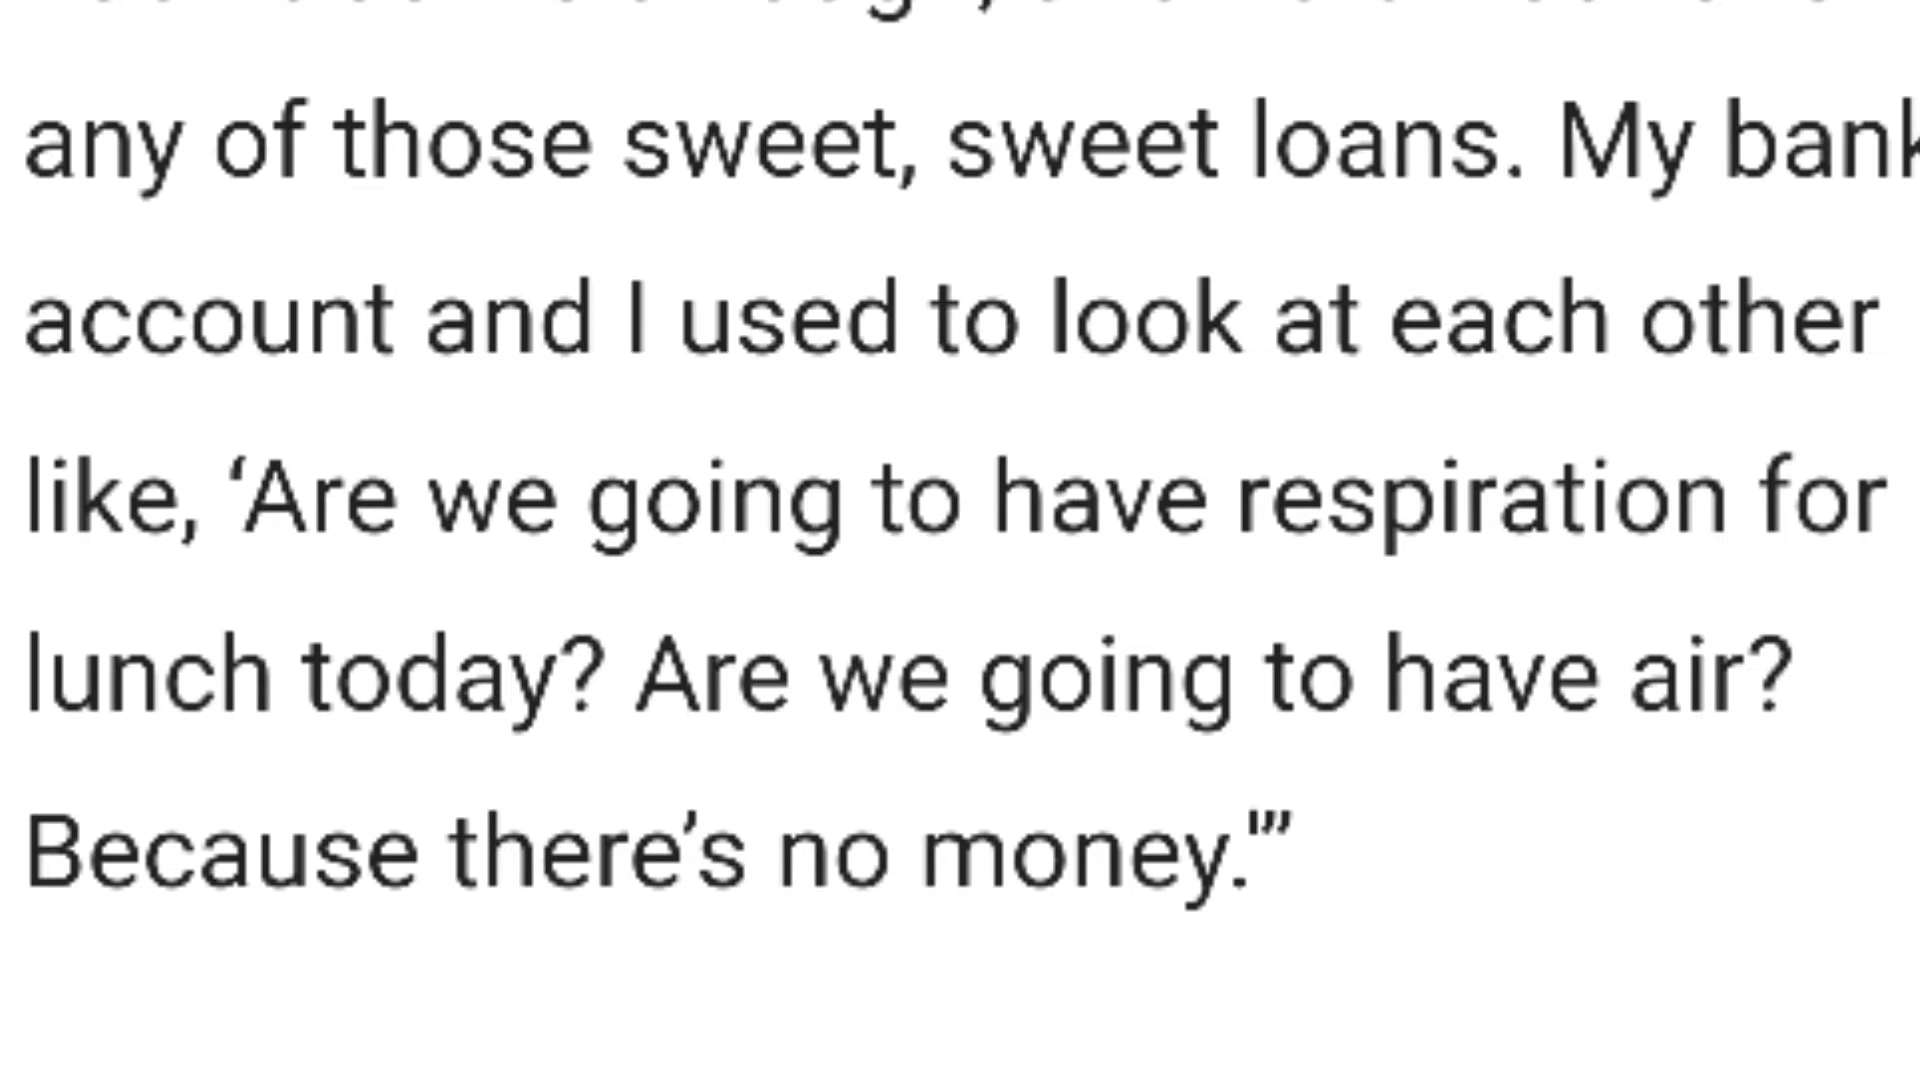 any of those sweet, sweet loans. My bank
account and I used to look at each other
like, ‘Are we going to have respiration for
lunch today? Are we going to have air?
Because there’s no money.'”